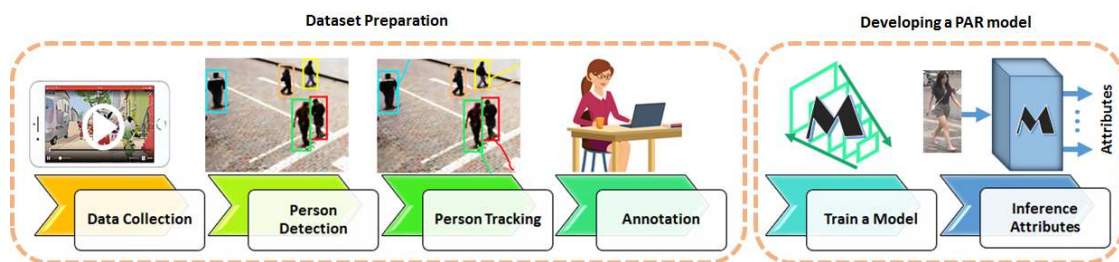 Dataset Preparation
Developing a PAR model
Data Collection
Person
Detection
Person Tracking
Annotation
M
Train a Model
M
Attributes
Inference
Attributes